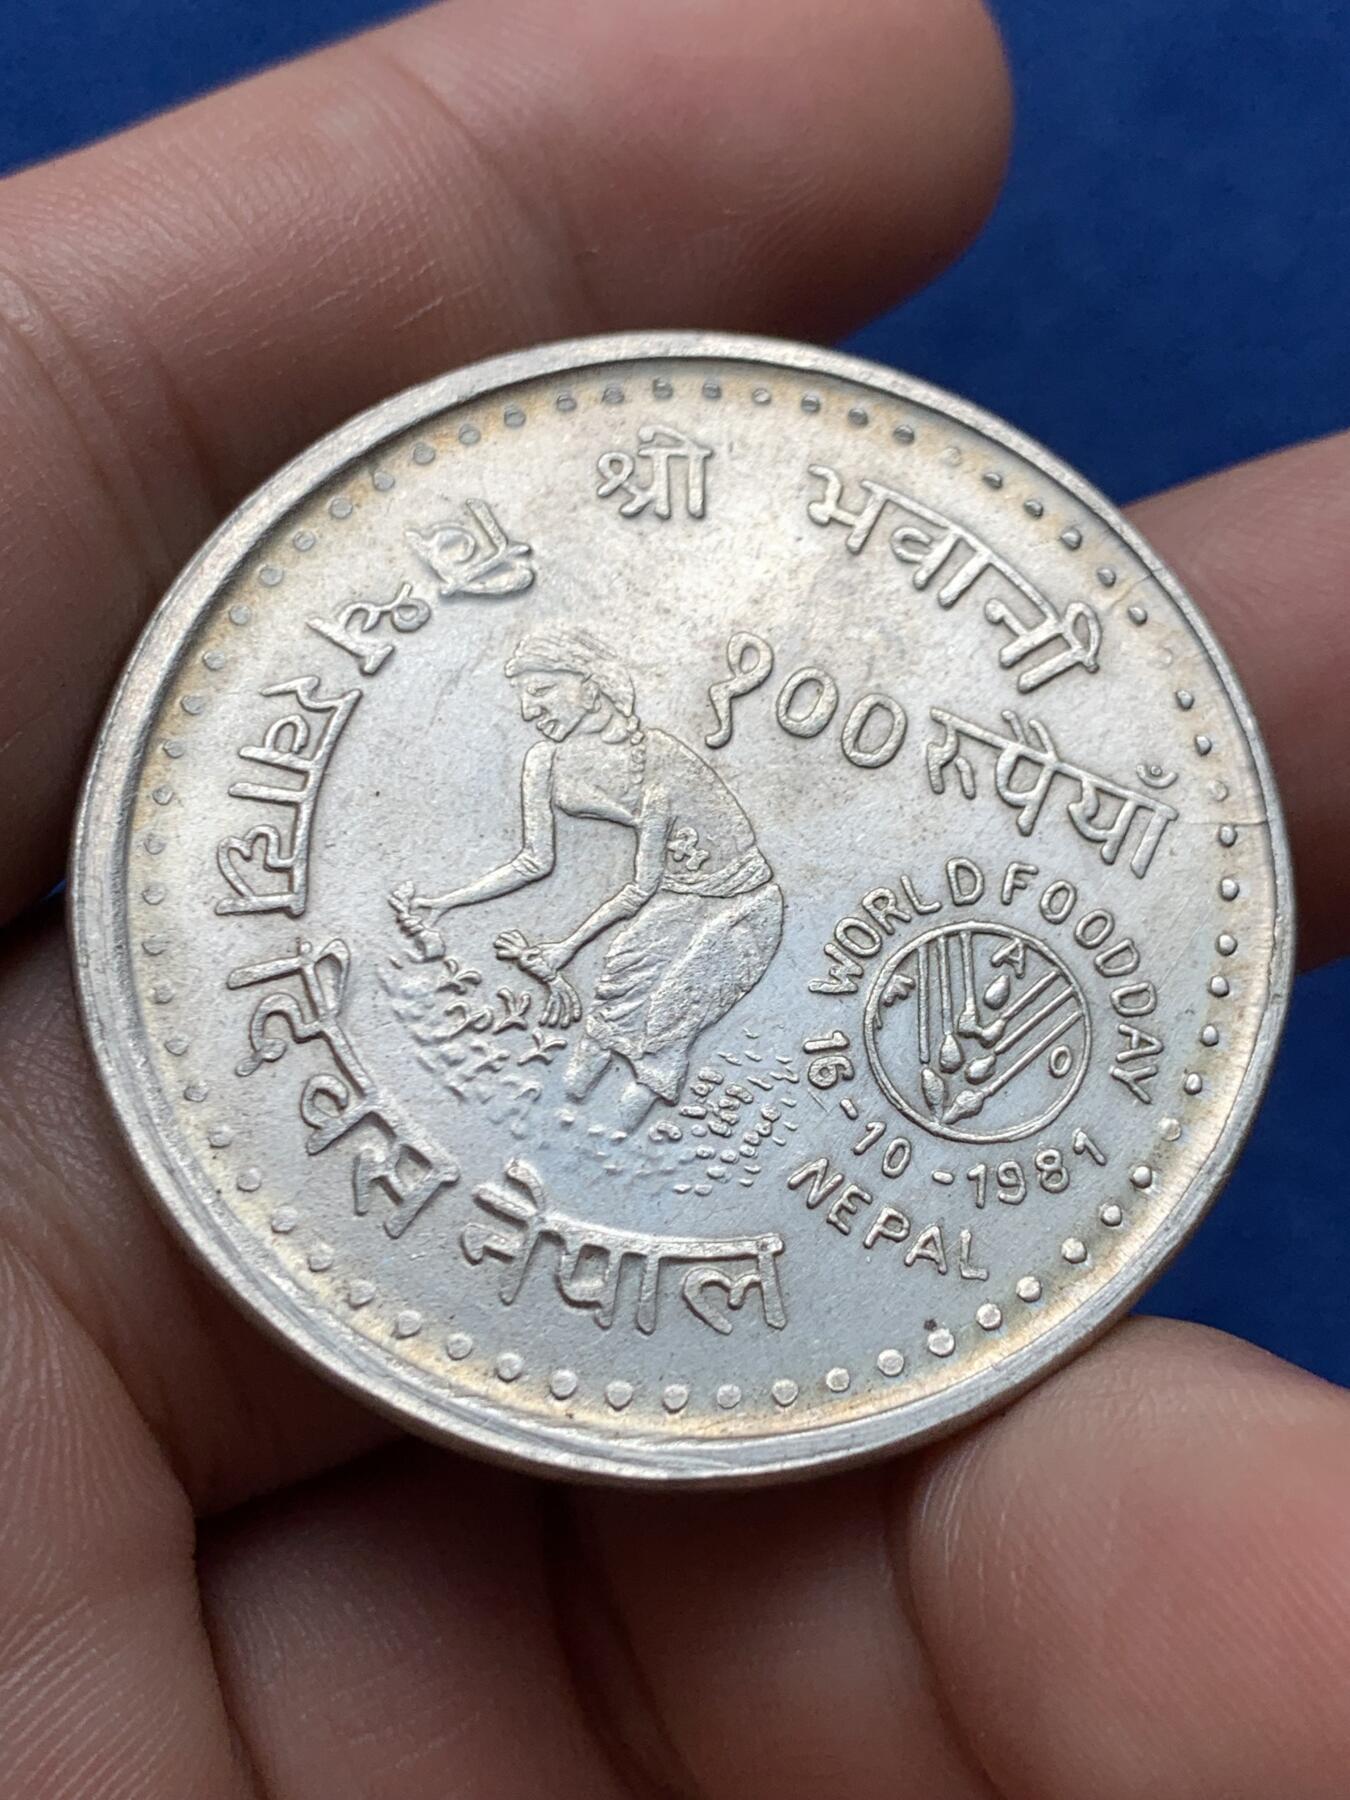 श्री भवानी
१०० रुपैयाँ
विश्व खाद्य दिवस नेपाल
WORLD FOOD DAY
F A O
16-10-1981
NEPAL